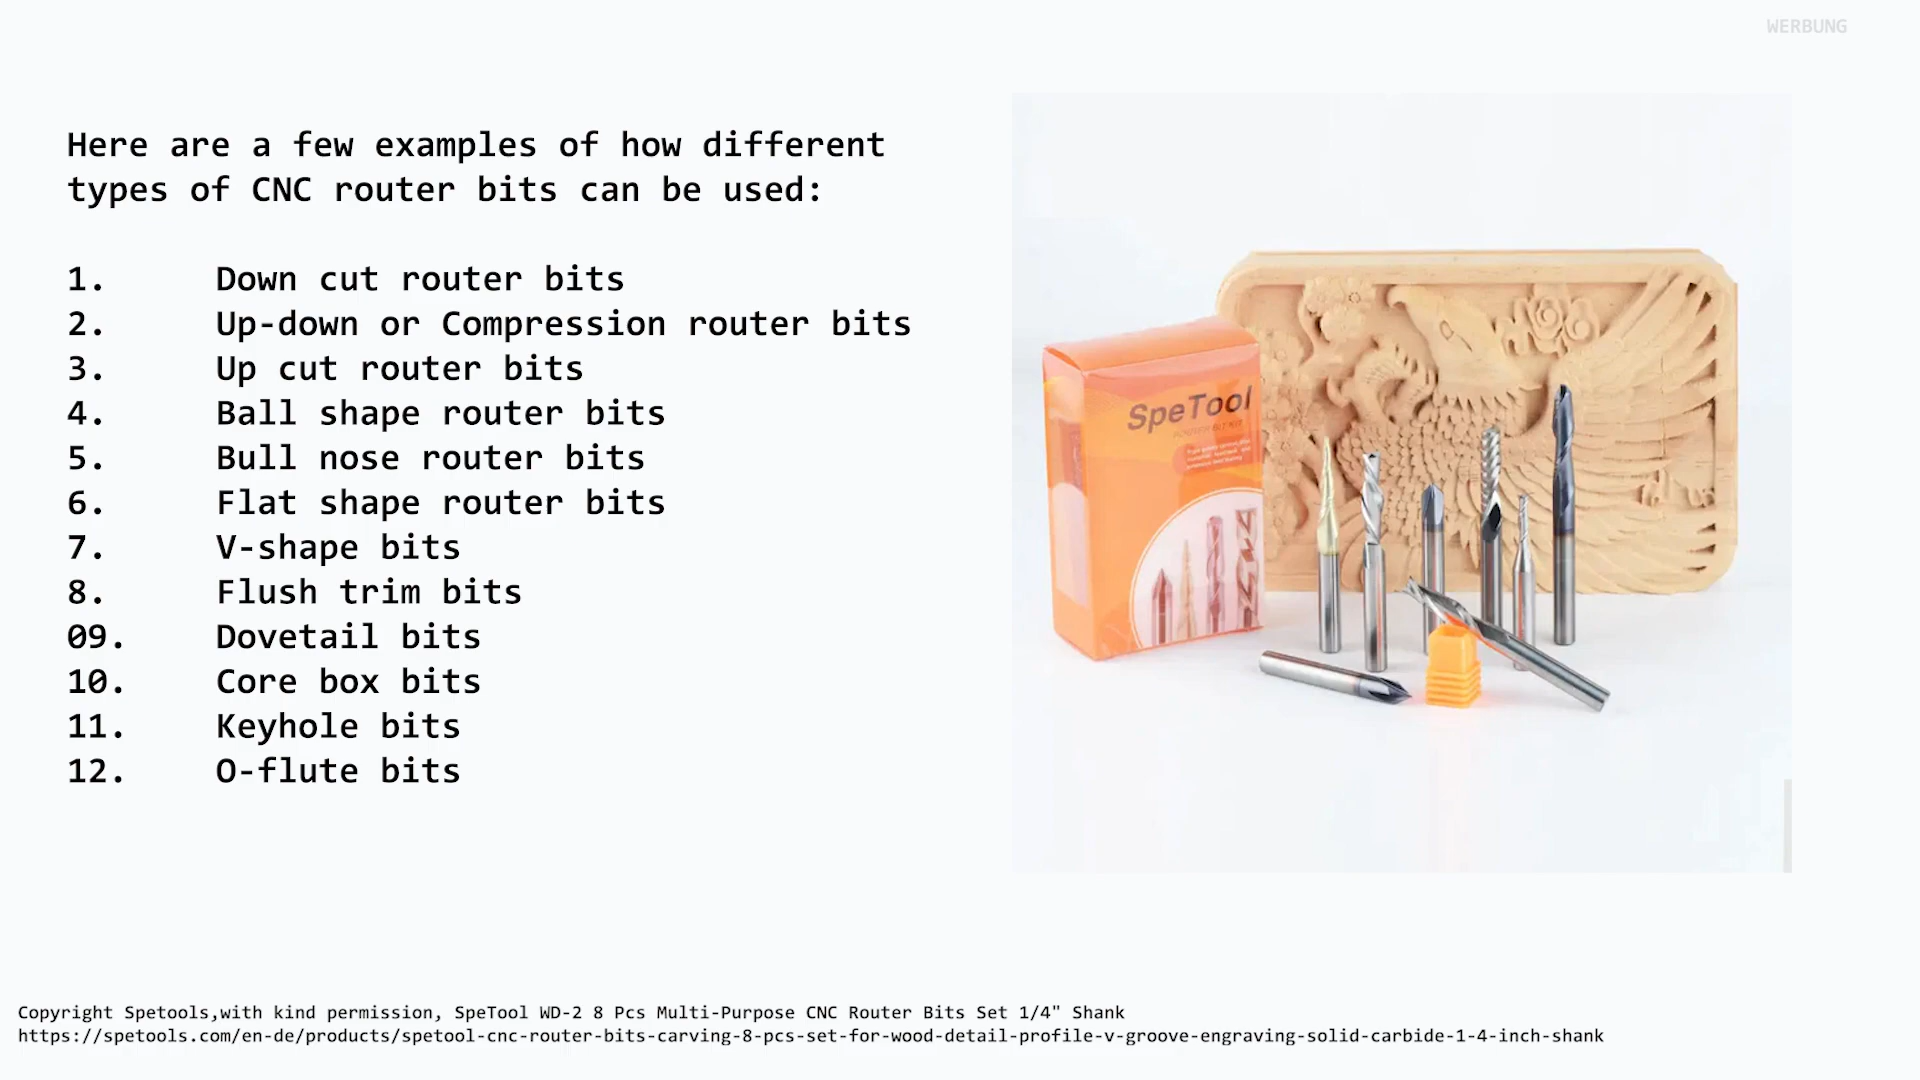 WERBUNG
Here are a few examples of how different
types of CNC router bits can be used:
1. Down cut router bits
2. Up-down or Compression router bits
3. Up cut router bits
4. Ball shape router bits
5. Bull nose router bits
6. Flat shape router bits
7. V-shape bits
8. Flush trim bits
09. Dovetail bits
10. Core box bits
11. Keyhole bits
12. O-flute bits
SpeTool
Copyright Spetools,with kind permission, SpeTool WD-2 8 Pcs Multi-Purpose CNC Router Bits Set 1/4" Shank
https://spetools.com/en-de/products/spetool-cnc-router-bits-carving-8-pcs-set-for-wood-detail-profile-v-groove-engraving-solid-carbide-1-4-inch-shank